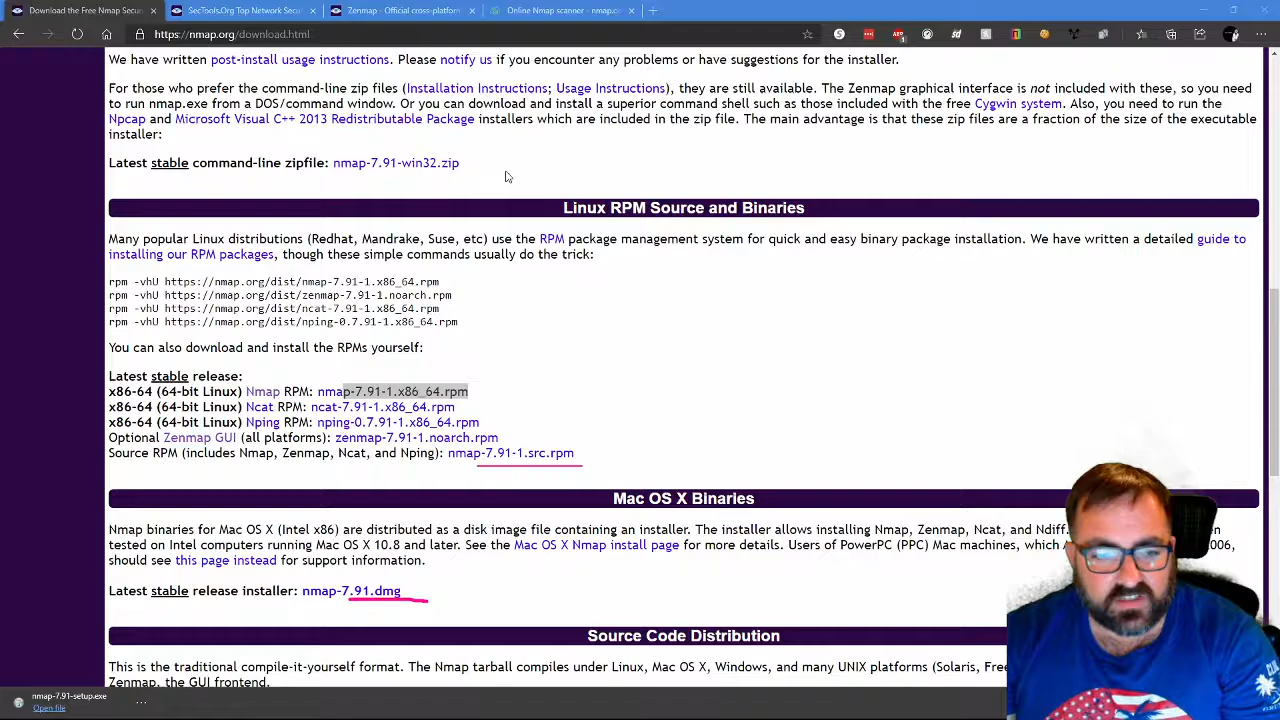 Download the Free Nmap Secur
SecTools.Org Top Network Secur
Zenmap - Official cross-platform
Online Nmap scanner - nmap.o
https://nmap.org/download.html
We have written post-install usage instructions. Please notify us if you encounter any problems or have suggestions for the installer.
For those who prefer the command-line zip files (Installation Instructions; Usage Instructions), they are still available. The Zenmap graphical interface is not included with these, so you need
to run nmap.exe from a DOS/command window. Or you can download and install a superior command shell such as those included with the free Cygwin system. Also, you need to run the
Npcap and Microsoft Visual C++ 2013 Redistributable Package installers which are included in the zip file. The main advantage is that these zip files are a fraction of the size of the executable
installer:
Latest stable command-line zipfile: nmap-7.91-win32.zip
Linux RPM Source and Binaries
Many popular Linux distributions (Redhat, Mandrake, Suse, etc) use the RPM package management system for quick and easy binary package installation. We have written a detailed guide to
installing our RPM packages, though these simple commands usually do the trick:
rpm -vhU https://nmap.org/dist/nmap-7.91-1.x86_64.rpm
rpm -vhU https://nmap.org/dist/zenmap-7.91-1.noarch.rpm
rpm -vhU https://nmap.org/dist/ncat-7.91-1.x86_64.rpm
rpm -vhU https://nmap.org/dist/nping-0.7.91-1.x86_64.rpm
You can also download and install the RPMs yourself:
Latest stable release:
x86-64 (64-bit Linux) Nmap RPM: nmap-7.91-1.x86_64.rpm
x86-64 (64-bit Linux) Ncat RPM: ncat-7.91-1.x86_64.rpm
x86-64 (64-bit Linux) Nping RPM: nping-0.7.91-1.x86_64.rpm
Optional Zenmap GUI (all platforms): zenmap-7.91-1.noarch.rpm
Source RPM (includes Nmap, Zenmap, Ncat, and Nping): nmap-7.91-1.src.rpm
Mac OS X Binaries
Nmap binaries for Mac OS X (Intel x86) are distributed as a disk image file containing an installer. The installer allows installing Nmap, Zenmap, Ncat, and Ndiff.
tested on Intel computers running Mac OS X 10.8 and later. See the Mac OS X Nmap install page for more details. Users of PowerPC (PPC) Mac machines, which 2006,
should see this page instead for support information.
Latest stable release installer: nmap-7.91.dmg
Source Code Distribution
This is the traditional compile-it-yourself format. The Nmap tarball compiles under Linux, Mac OS X, Windows, and many UNIX platforms (Solaris, Free
Zenmap, the GUI frontend.
nmap-7.91-setup.exe
Open file